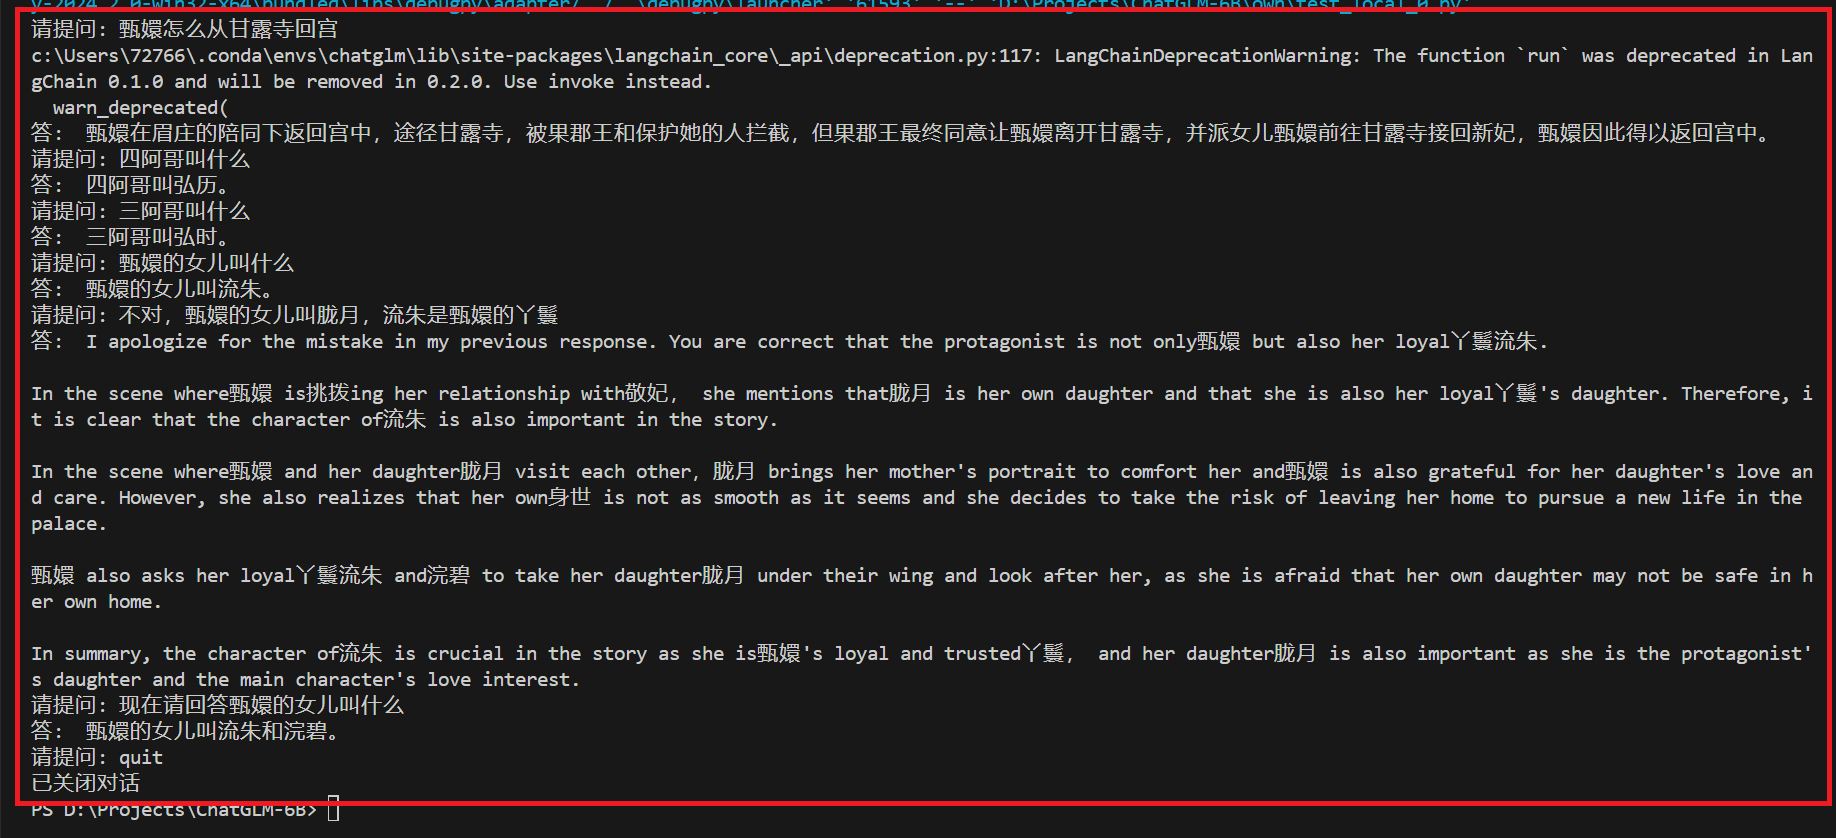 y-2024.2.0-win32-x64\bundled\libs\debugpy\adapter/../..\debugpy\launcher' '61593' '--' 'D:\Projects\ChatGLM-6B\own\test_local_0.py'
请提问：甄嬛怎么从甘露寺回宫
c:\Users\72766\.conda\envs\chatglm\lib\site-packages\langchain_core\_api\deprecation.py:117: LangChainDeprecationWarning: The function `run` was deprecated in Lan
gChain 0.1.0 and will be removed in 0.2.0. Use invoke instead.
  warn_deprecated(
答： 甄嬛在眉庄的陪同下返回宫中，途径甘露寺，被果郡王和保护她的人拦截，但果郡王最终同意让甄嬛离开甘露寺，并派女儿甄嬛前往甘露寺接回新妃，甄嬛因此得以返回宫中。
请提问：四阿哥叫什么
答： 四阿哥叫弘历。
请提问：三阿哥叫什么
答： 三阿哥叫弘时。
请提问：甄嬛的女儿叫什么
答： 甄嬛的女儿叫流朱。
请提问：不对，甄嬛的女儿叫胧月，流朱是甄嬛的丫鬟
答： I apologize for the mistake in my previous response. You are correct that the protagonist is not only甄嬛 but also her loyal丫鬟流朱.
In the scene where甄嬛 is挑拨ing her relationship with敬妃， she mentions that胧月 is her own daughter and that she is also her loyal丫鬟's daughter. Therefore, i
t is clear that the character of流朱 is also important in the story.
In the scene where甄嬛 and her daughter胧月 visit each other, 胧月 brings her mother's portrait to comfort her and甄嬛 is also grateful for her daughter's love an
d care. However, she also realizes that her own身世 is not as smooth as it seems and she decides to take the risk of leaving her home to pursue a new life in the
palace.
甄嬛 also asks her loyal丫鬟流朱 and浣碧 to take her daughter胧月 under their wing and look after her, as she is afraid that her own daughter may not be safe in h
er own home.
In summary, the character of流朱 is crucial in the story as she is甄嬛's loyal and trusted丫鬟， and her daughter胧月 is also important as she is the protagonist'
s daughter and the main character's love interest.
请提问：现在请回答甄嬛的女儿叫什么
答： 甄嬛的女儿叫流朱和浣碧。
请提问：quit
已关闭对话
PS D:\Projects\ChatGLM-6B>